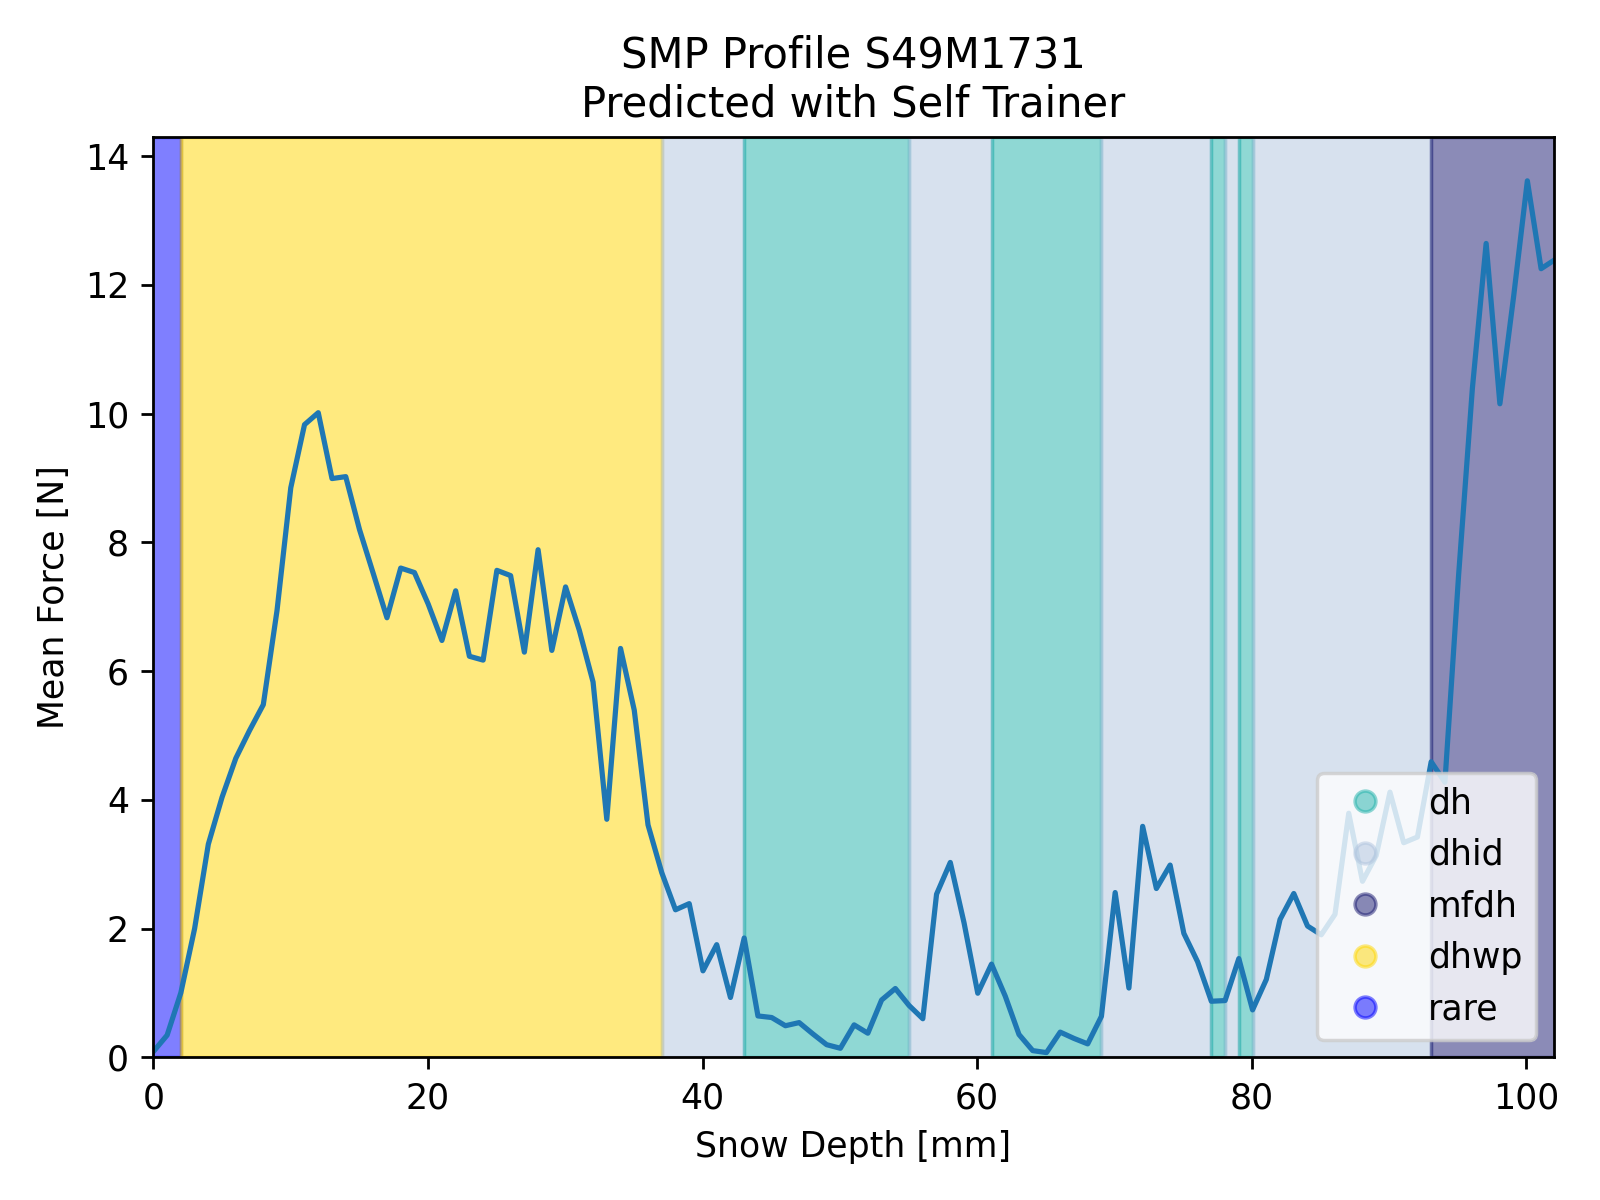 SMP Profile S49M1731
Predicted with Self Trainer
14
12
10
8
6
4
2
0
Mean Force [N]
0 20 40 60 80 100
Snow Depth [mm]
dh
dhid
mfdh
dhwp
rare